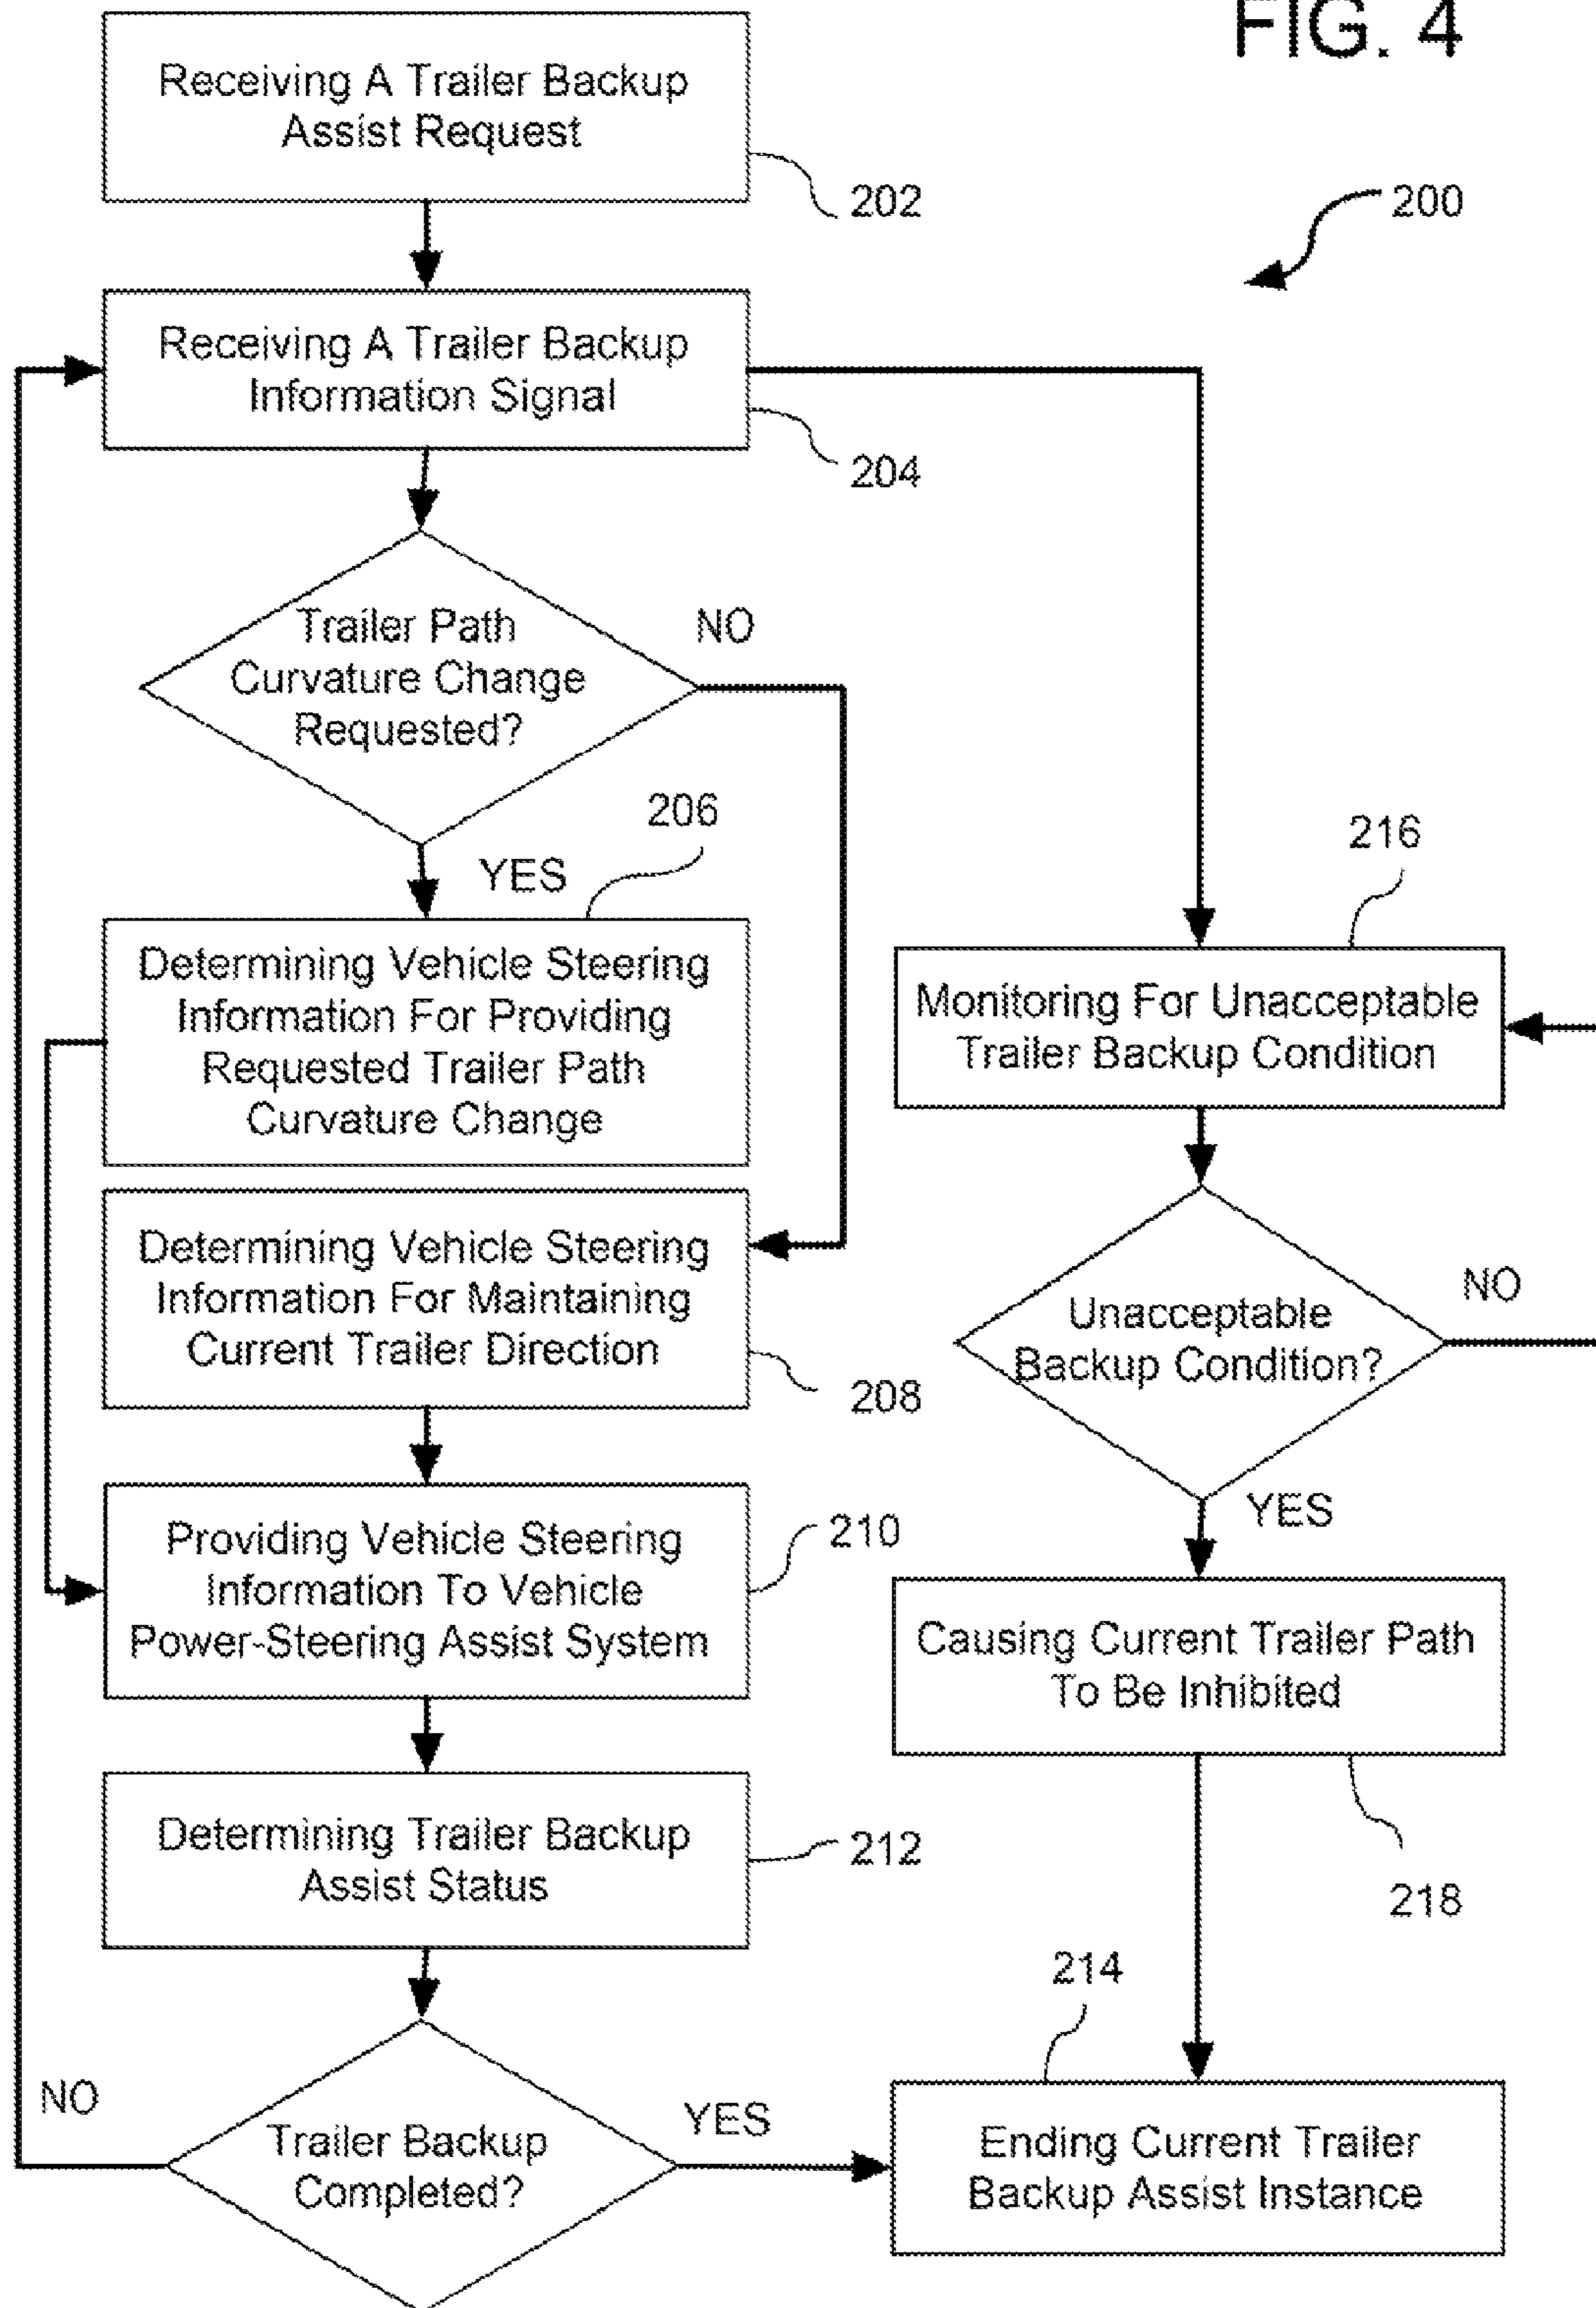 FIG. 4
Receiving A Trailer Backup
Assist Request
202
200
Receiving A Trailer Backup
Information Signal
204
Trailer Path
Curvature Change
Requested?
NO
YES
206
Determining Vehicle Steering
Information For Providing
Requested Trailer Path
Curvature Change
Determining Vehicle Steering
Information For Maintaining
Current Trailer Direction
208
Providing Vehicle Steering
Information To Vehicle
Power-Steering Assist System
210
Determining Trailer Backup
Assist Status
212
Trailer Backup
Completed?
NO
YES
216
Monitoring For Unacceptable
Trailer Backup Condition
Unacceptable
Backup Condition?
NO
YES
Causing Current Trailer Path
To Be Inhibited
218
214
Ending Current Trailer
Backup Assist Instance